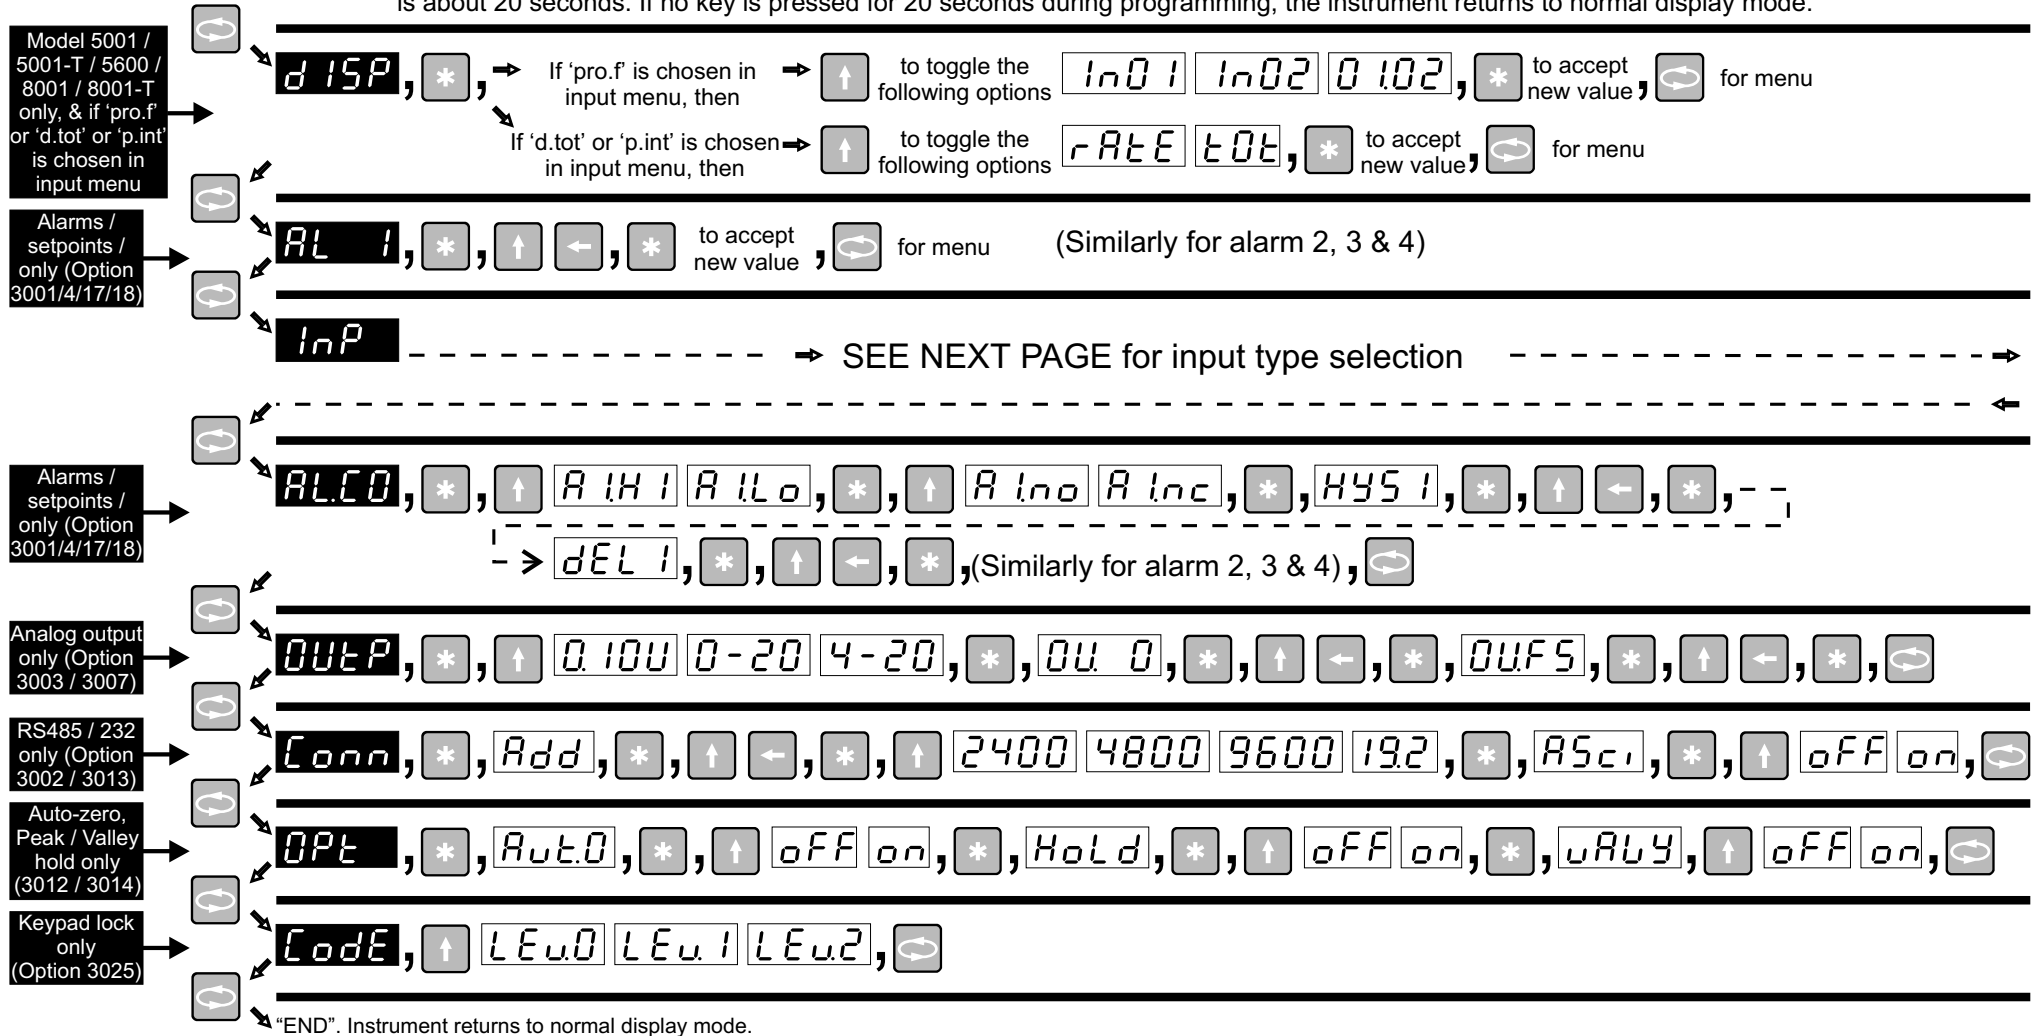 is about 20 seconds. If no key is pressed for 20 seconds during programming, the instrument returns to normal display mode.
Model 5001 /
5001-T / 5600 /
8001 / 8001-T
only, & if 'pro.f'
or 'd.tot' or 'p.int'
is chosen in
input menu
dISP, *,
If 'pro.f' is chosen in
input menu, then
to toggle the
following options
In01 In02 01.02, *
to accept
new value,
for menu
If 'd.tot' or 'p.int' is chosen
in input menu, then
to toggle the
following options
rAtE tOt, *
to accept
new value,
for menu
Alarms /
setpoints /
only (Option
3001/4/17/18)
AL 1, *, ↑ ←, *
to accept
new value
, for menu
(Similarly for alarm 2, 3 & 4)
InP
SEE NEXT PAGE for input type selection
Alarms /
setpoints /
only (Option
3001/4/17/18)
AL.CO, *, ↑ A1.HI A1.Lo, *, ↑ A1.no A1.nc, *, HYS1, *, ↑ ←, *,
dEL1, *, ↑ ←, *, (Similarly for alarm 2, 3 & 4),
Analog output
only (Option
3003 / 3007)
OUtP, *, ↑ 0.10U 0-20 4-20, *, OU. 0, *, ↑ ←, *, OU.FS, *, ↑ ←, *,
RS485 / 232
only (Option
3002 / 3013)
Conn, *, Add, *, ↑ ←, *, ↑ 2400 4800 9600 19.2, *, ASci, *, ↑ oFF on,
Auto-zero,
Peak / Valley
hold only
(3012 / 3014)
OPt, *, Aut.0, *, ↑ oFF on, *, HoLd, *, ↑ oFF on, *, vALY, ↑ oFF on,
Keypad lock
only
(Option 3025)
CodE, ↑ LEv.0 LEv.1 LEv.2,
“END”. Instrument returns to normal display mode.